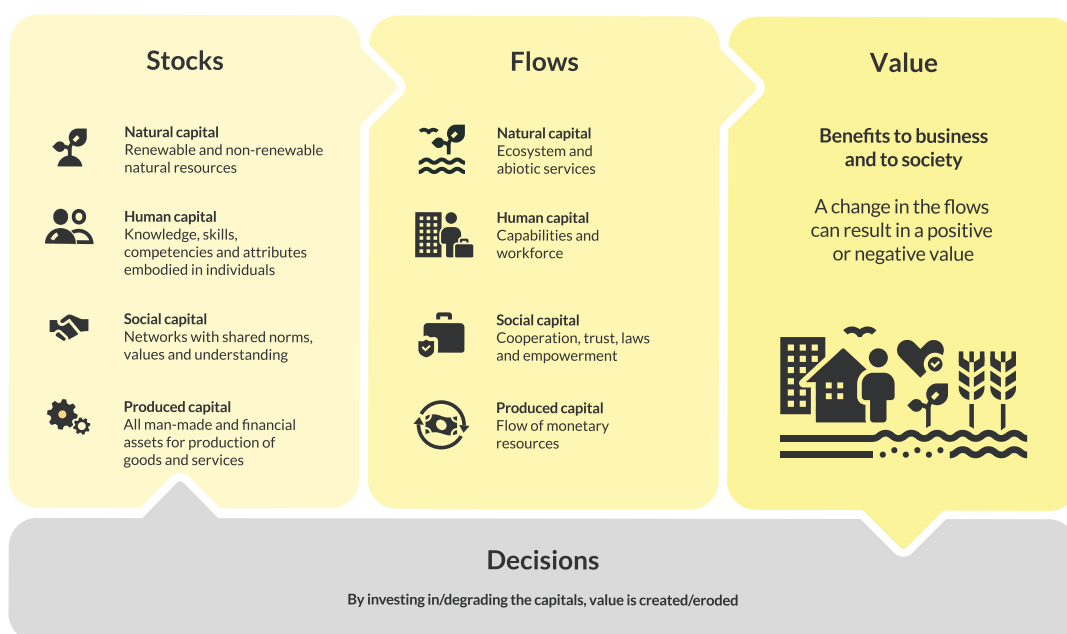 Stocks
Natural capital
Renewable and non-renewable
natural resources
Human capital
Knowledge, skills,
competencies and attributes
embodied in individuals
Social capital
Networks with shared norms,
values and understanding
Produced capital
All man-made and financial
assets for production of
goods and services
Flows
Natural capital
Ecosystem and
abiotic services
Human capital
Capabilities and
workforce
Social capital
Cooperation, trust, laws
and empowerment
Produced capital
Flow of monetary
resources
Value
Benefits to business
and to society
A change in the flows
can result in a positive
or negative value
Decisions
By investing in/degrading the capitals, value is created/eroded